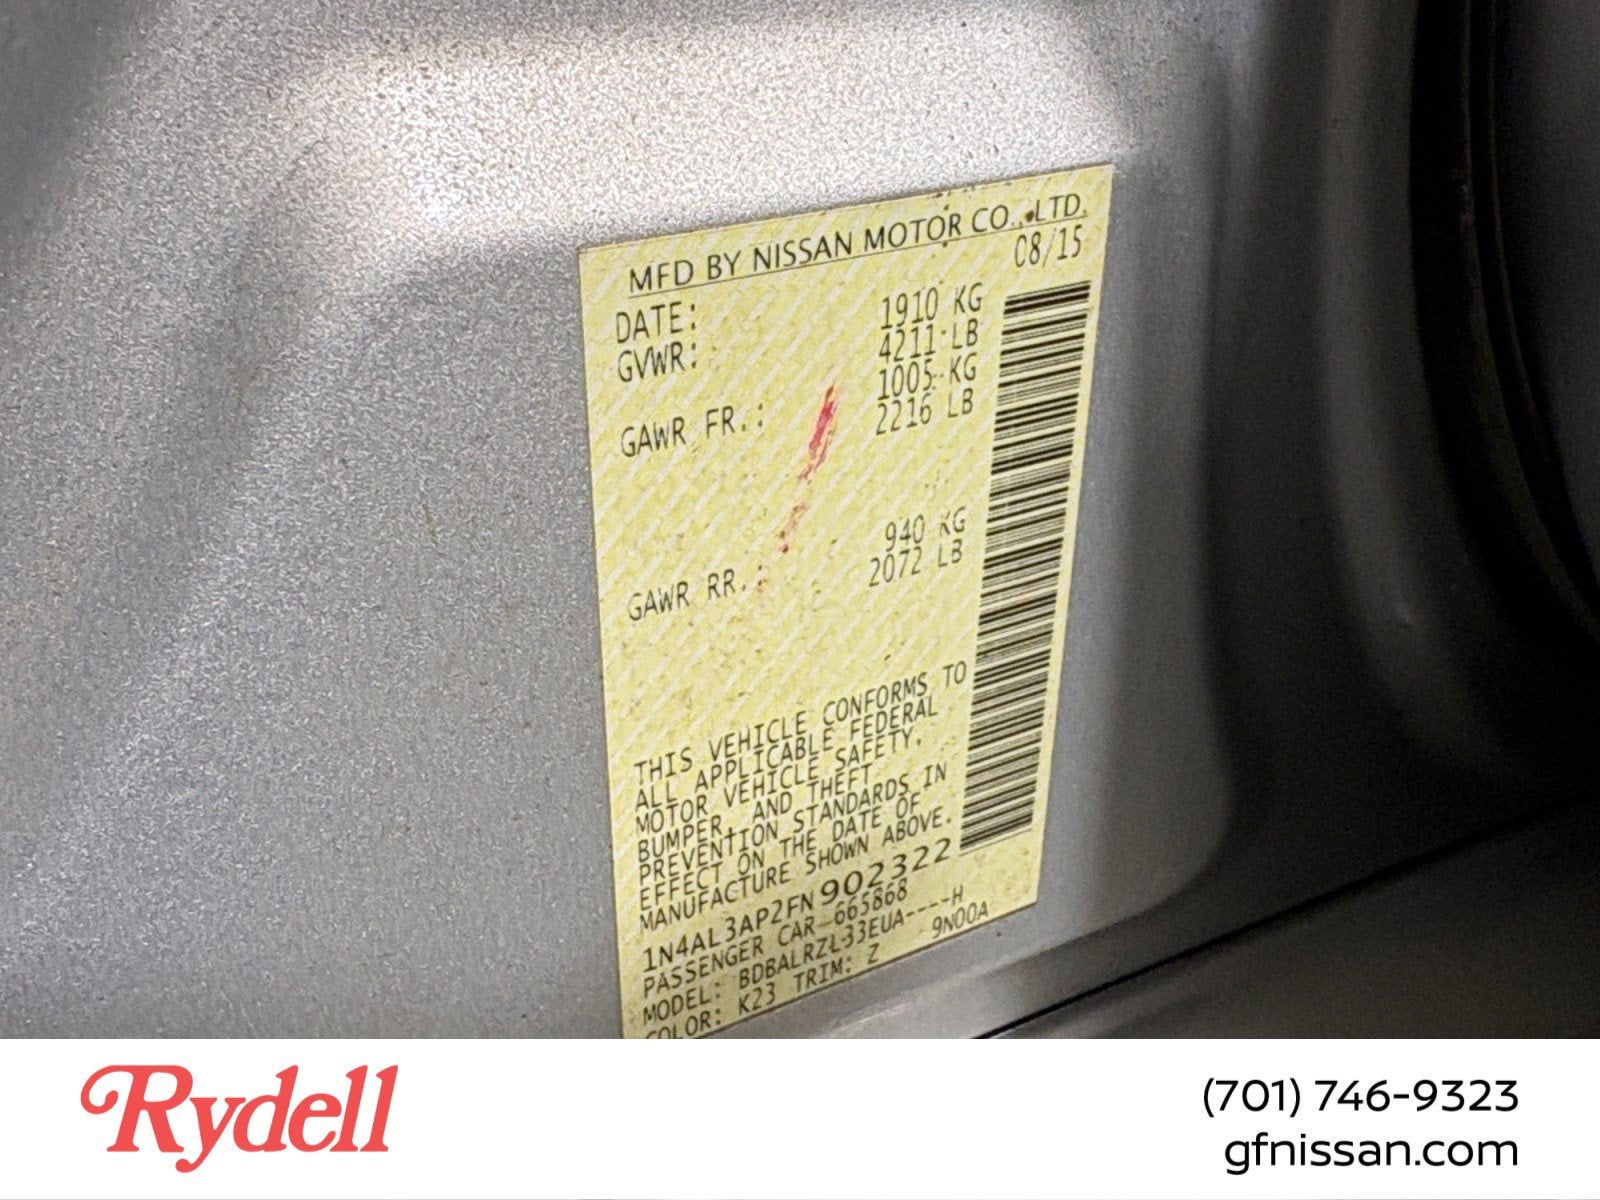 MFD BY NISSAN MOTOR CO., LTD.
DATE: 08/15
GVWR: 1910 KG
4211 LB
GAWR FR.: 1005 KG
2216 LB
GAWR RR.: 940 KG
2072 LB
THIS VEHICLE CONFORMS TO
ALL APPLICABLE FEDERAL
MOTOR VEHICLE SAFETY,
BUMPER, AND THEFT
PREVENTION STANDARDS IN
EFFECT ON THE DATE OF
MANUFACTURE SHOWN ABOVE.
1N4AL3AP2FN902322
PASSENGER CAR 665868
MODEL: BDBALRZL33EUA----H
COLOR: K23 TRIM: Z 9N00A
Rydell
(701) 746-9323
gfnissan.com